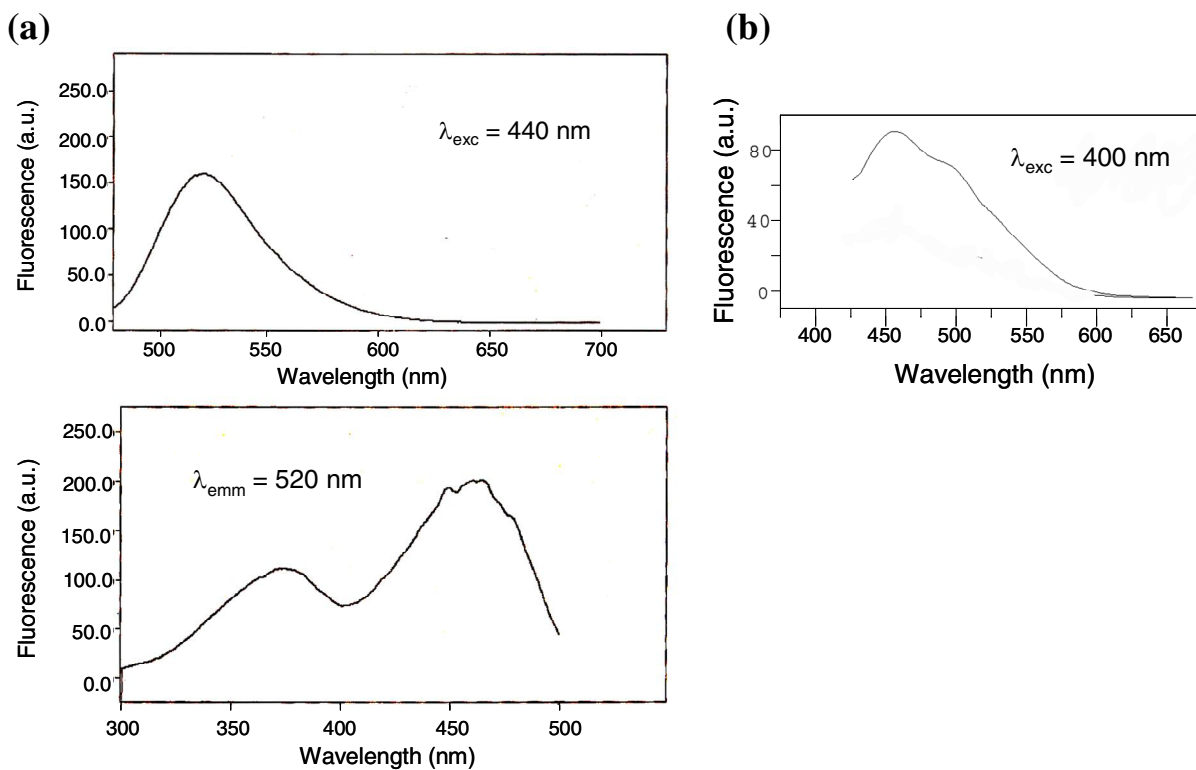 (a)
250.0
200.0
150.0
100.0
50.0
0.0
Fluorescence (a.u.)
λexc = 440 nm
500 550 600 650 700
Wavelength (nm)
250.0
200.0
150.0
100.0
50.0
0.0
Fluorescence (a.u.)
λemm = 520 nm
300 350 400 450 500
Wavelength (nm)
(b)
80
40
0
Fluorescence (a.u.)
λexc = 400 nm
400 450 500 550 600 650
Wavelength (nm)